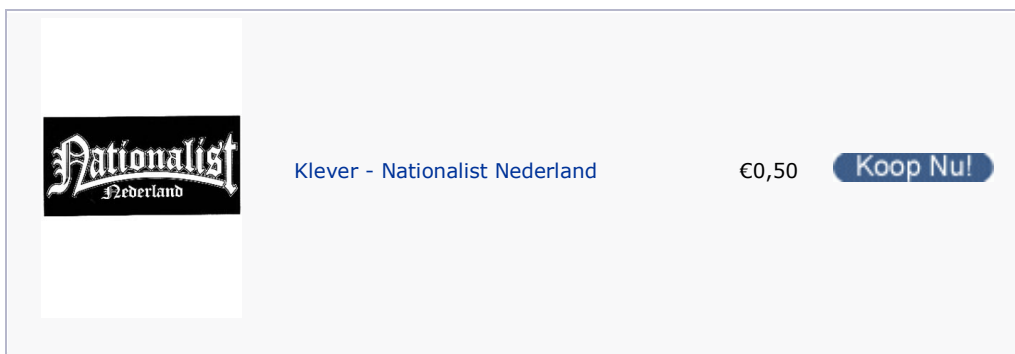 Nationalist
Nederland
Klever - Nationalist Nederland
€0,50
Koop Nu!